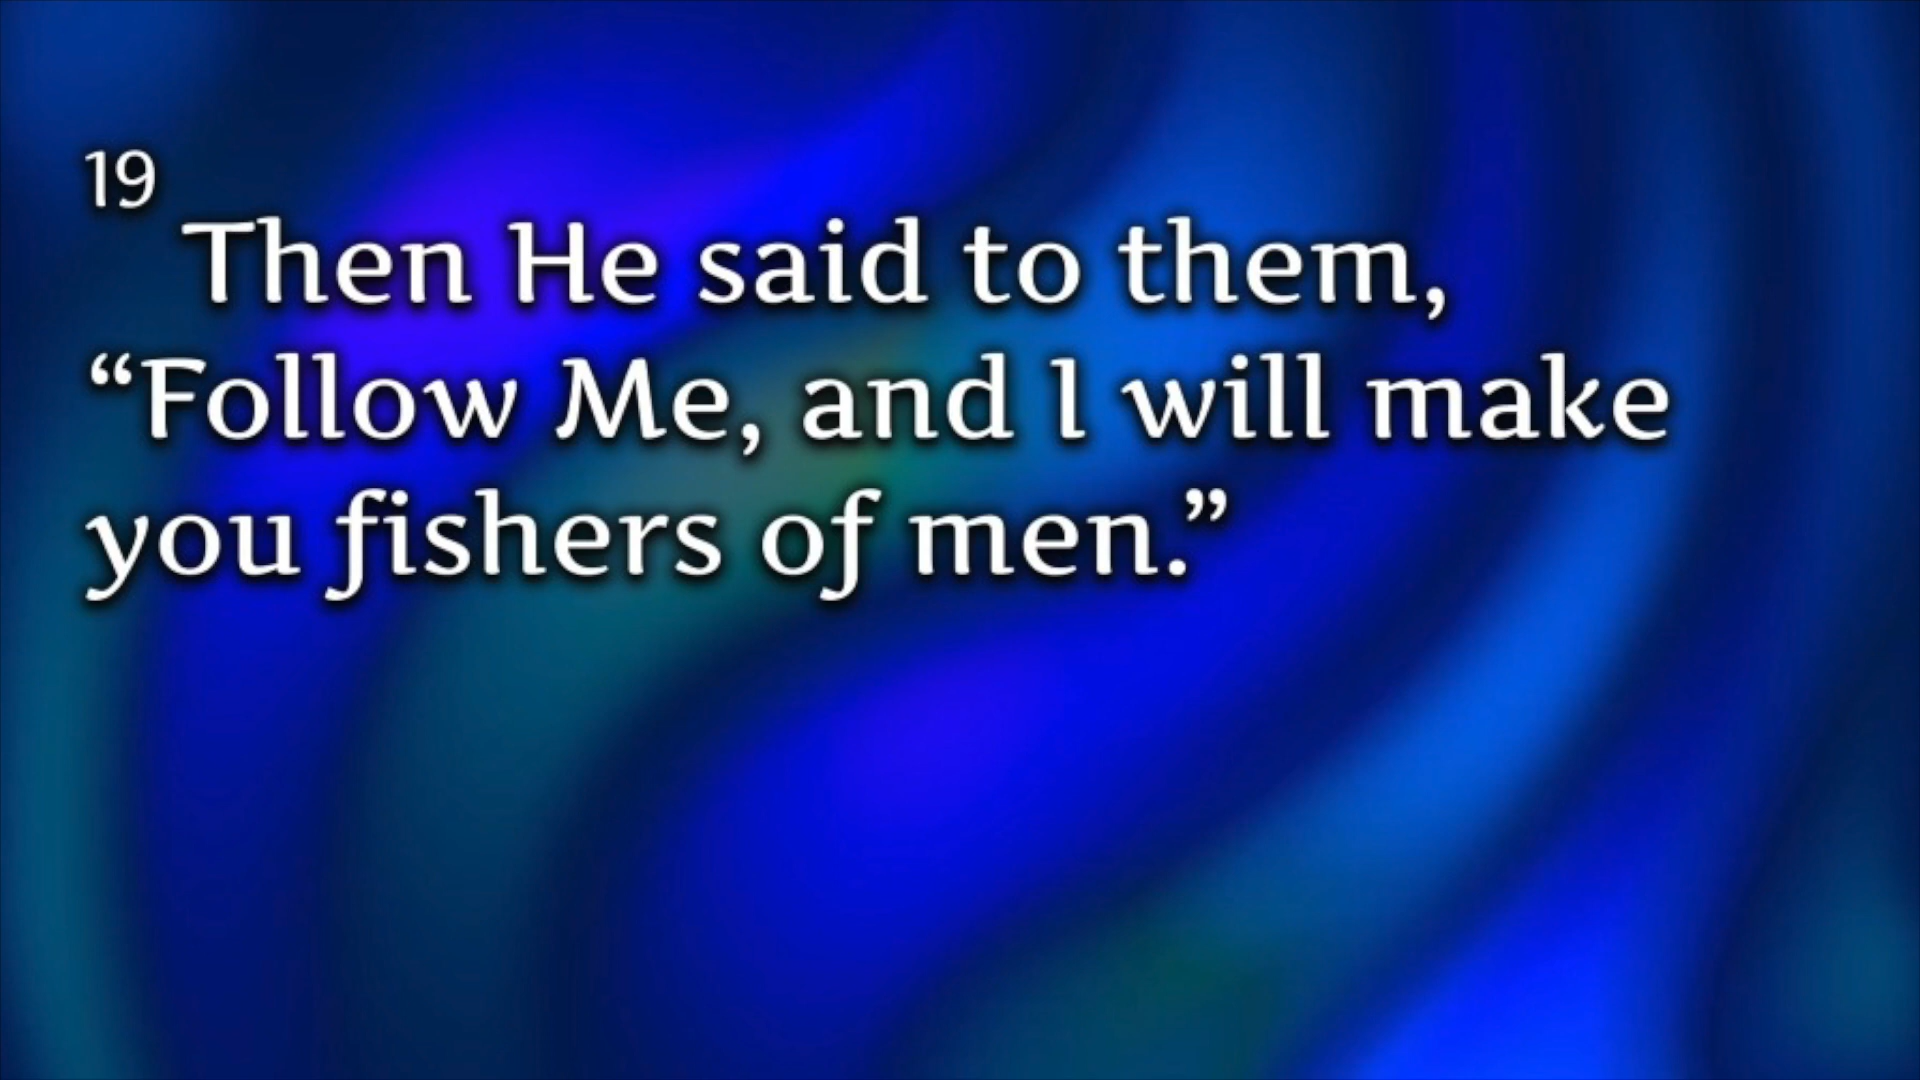 19
Then He said to them,
“Follow Me, and I will make
you fishers of men.”